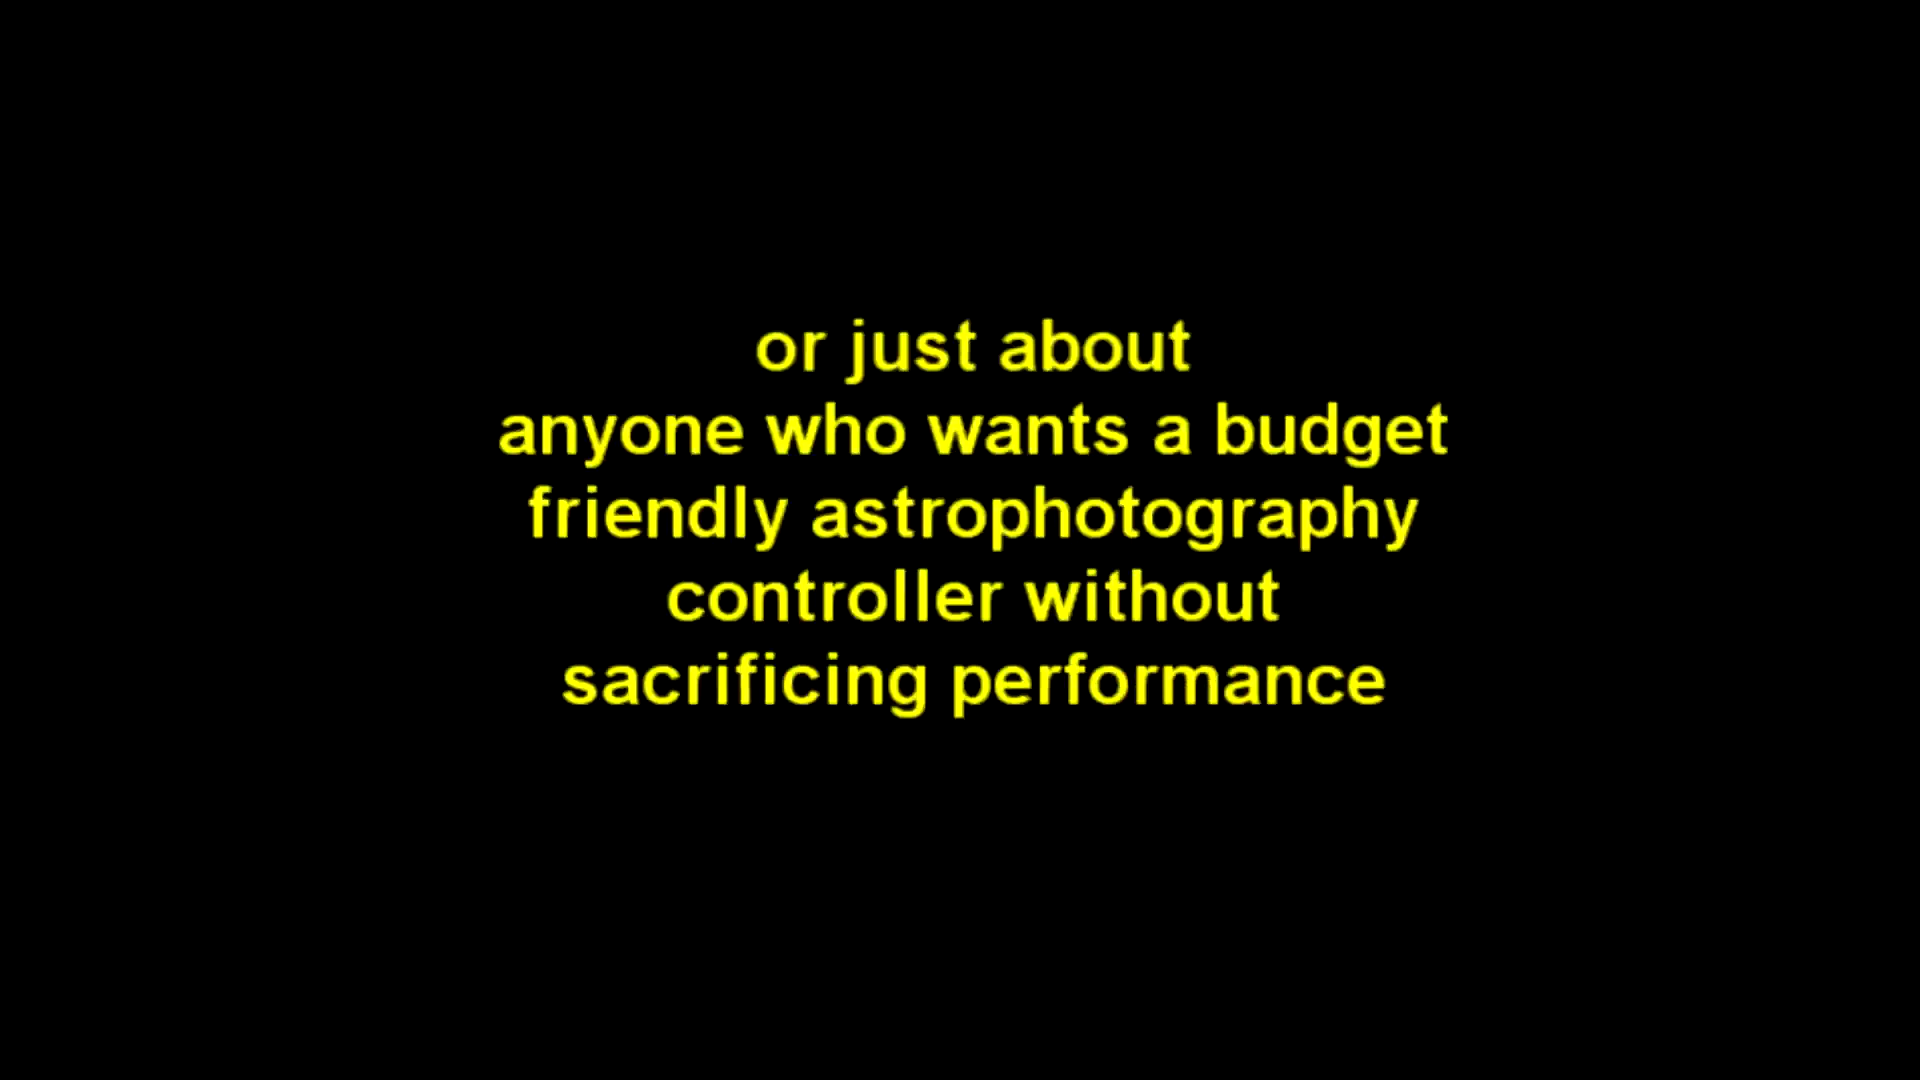 or just about
anyone who wants a budget
friendly astrophotography
controller without
sacrificing performance